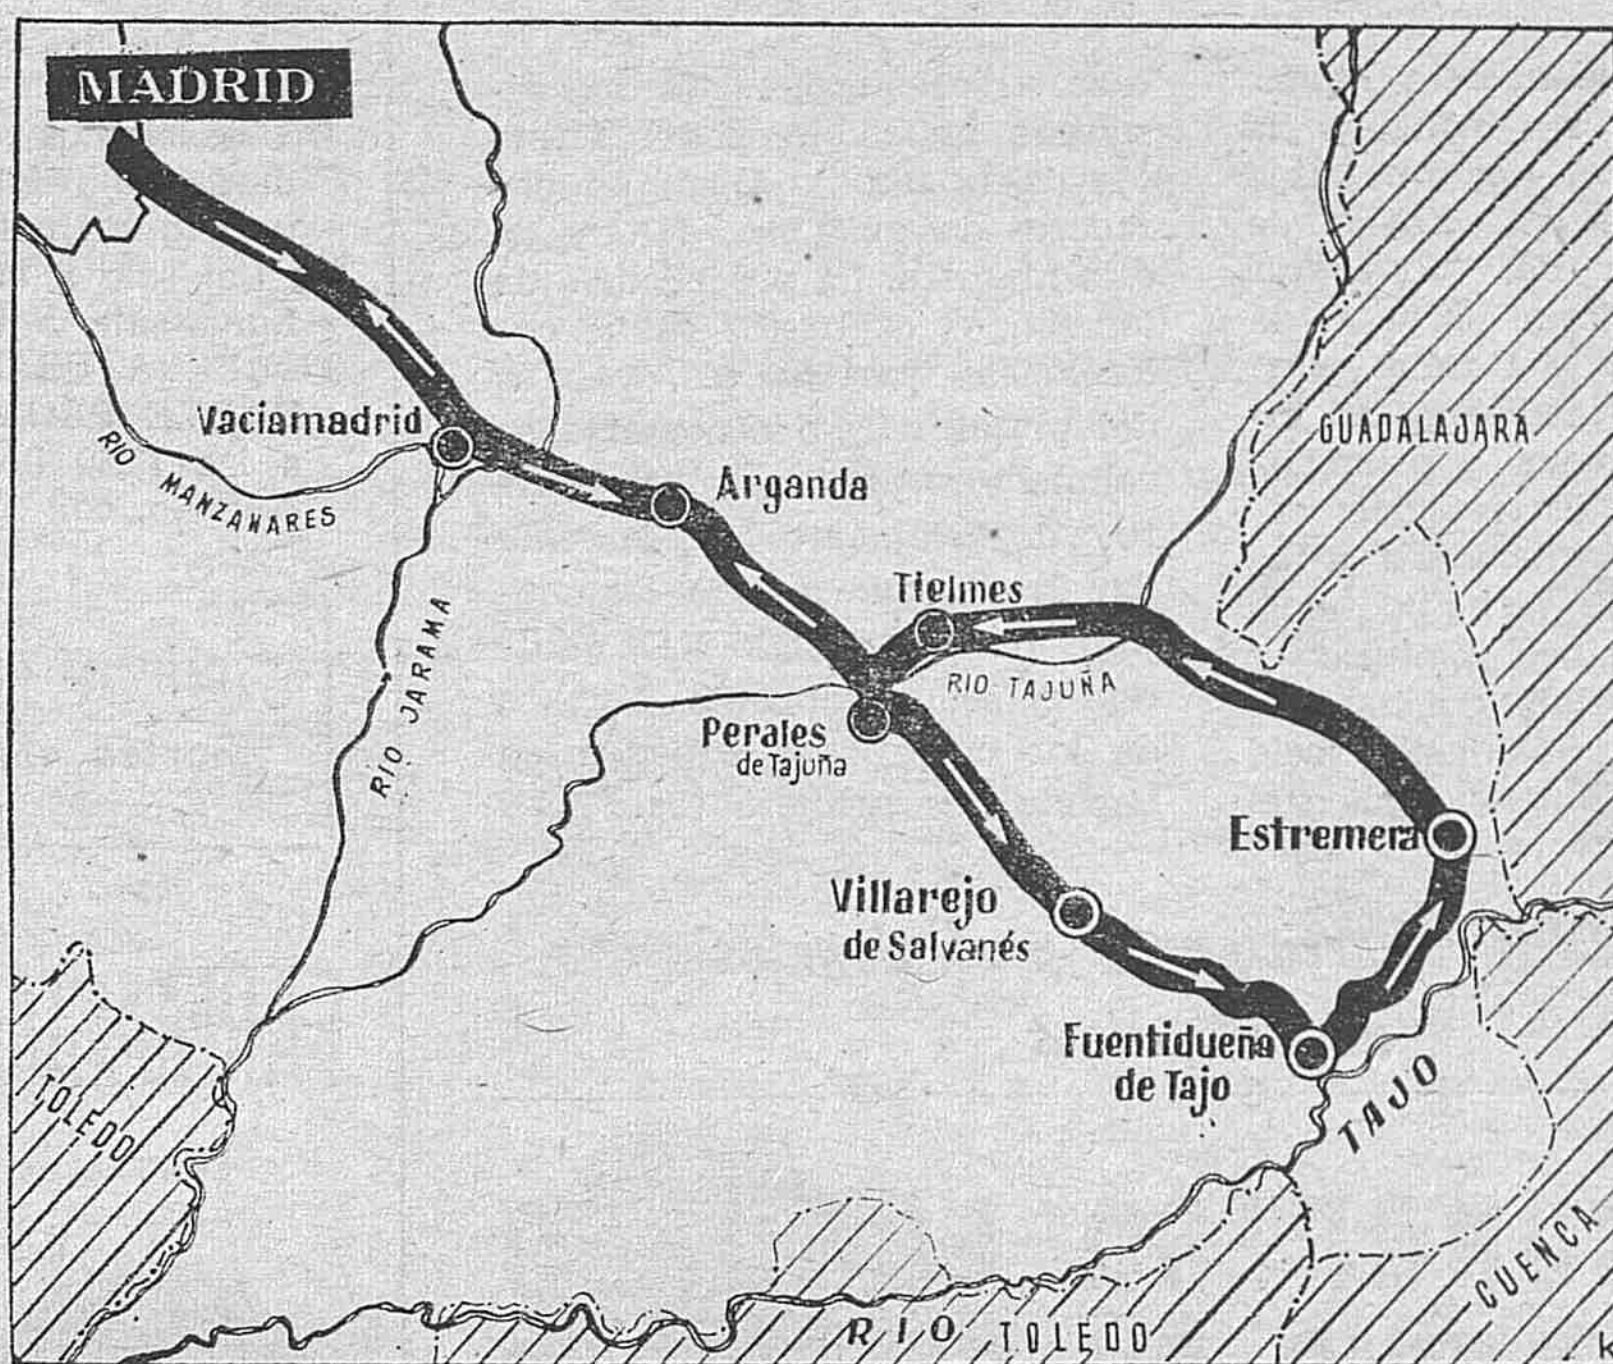 MADRID
Vaciamadrid
RIO MANZANARES
Arganda
GUADALAJARA
Tielmes
RIO JARAMA
RIO TAJUÑA
Perales
de Tajuña
Estremera
Villarejo
de Salvanés
Fuentidueña
de Tajo
TAJO
TOLEDO
CUENCA
RIO
TOLEDO